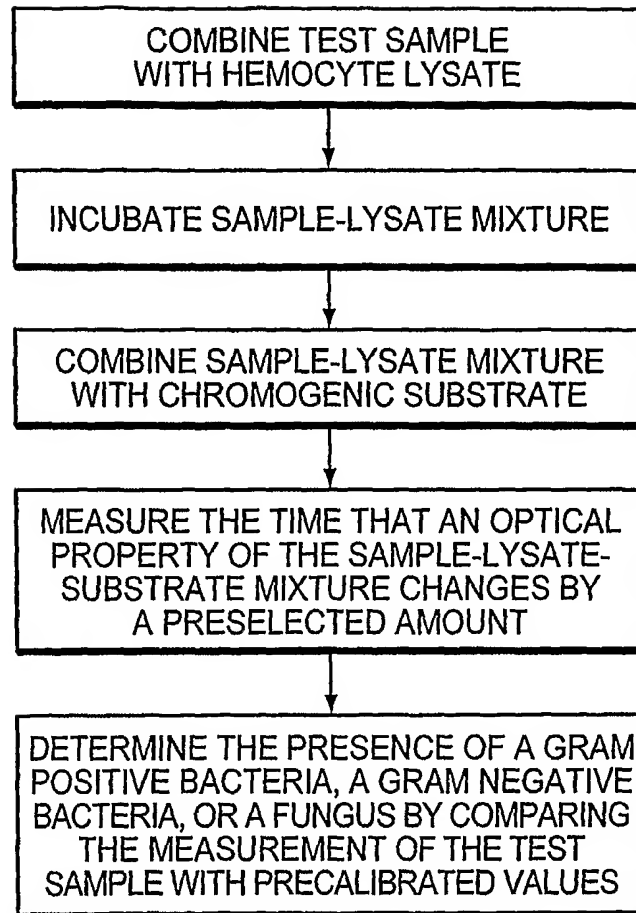 COMBINE TEST SAMPLE
WITH HEMOCYTE LYSATE
INCUBATE SAMPLE-LYSATE MIXTURE
COMBINE SAMPLE-LYSATE MIXTURE
WITH CHROMOGENIC SUBSTRATE
MEASURE THE TIME THAT AN OPTICAL
PROPERTY OF THE SAMPLE-LYSATE-
SUBSTRATE MIXTURE CHANGES BY
A PRESELECTED AMOUNT
DETERMINE THE PRESENCE OF A GRAM
POSITIVE BACTERIA, A GRAM NEGATIVE
BACTERIA, OR A FUNGUS BY COMPARING
THE MEASUREMENT OF THE TEST
SAMPLE WITH PRECALIBRATED VALUES